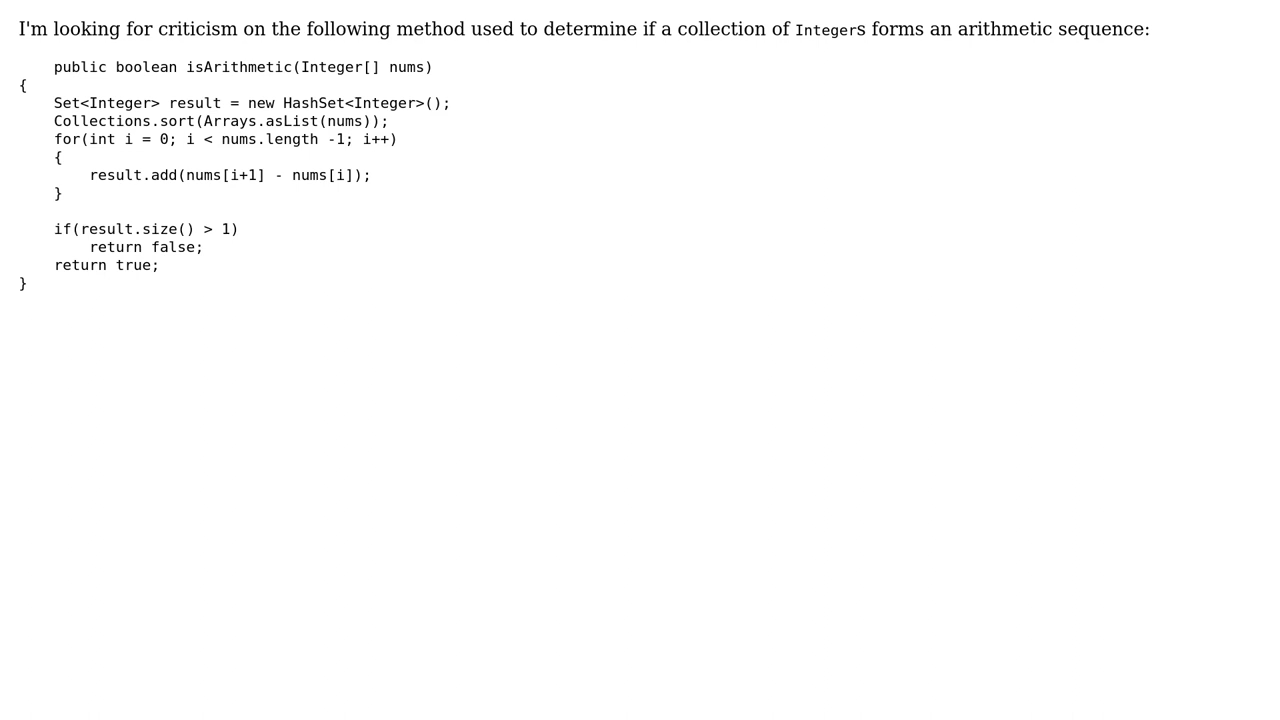 I'm looking for criticism on the following method used to determine if a collection of Integers forms an arithmetic sequence:
    public boolean isArithmetic(Integer[] nums)
{
    Set<Integer> result = new HashSet<Integer>();
    Collections.sort(Arrays.asList(nums));
    for(int i = 0; i < nums.length -1; i++)
    {
        result.add(nums[i+1] - nums[i]);
    }

    if(result.size() > 1)
        return false;
    return true;
}